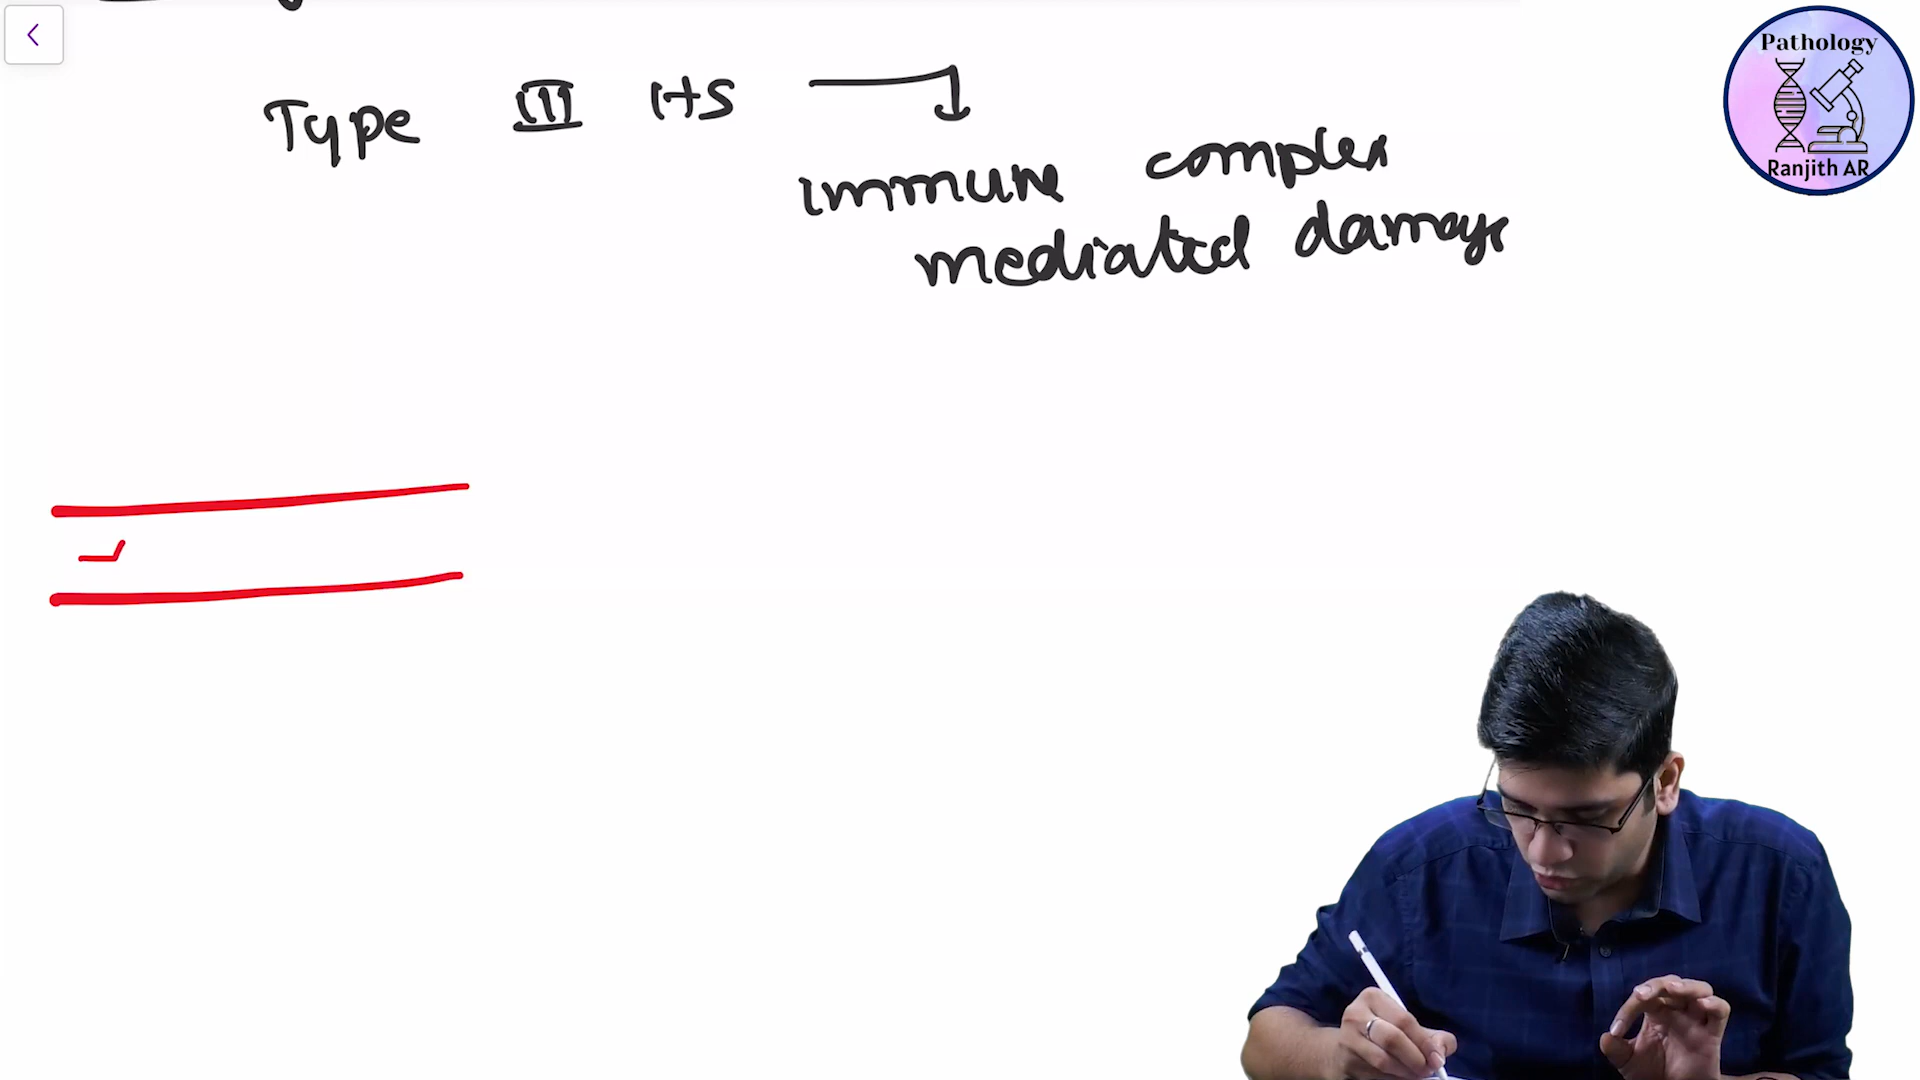 Type III HS
immune complex
mediated damage
Pathology
Ranjith AR